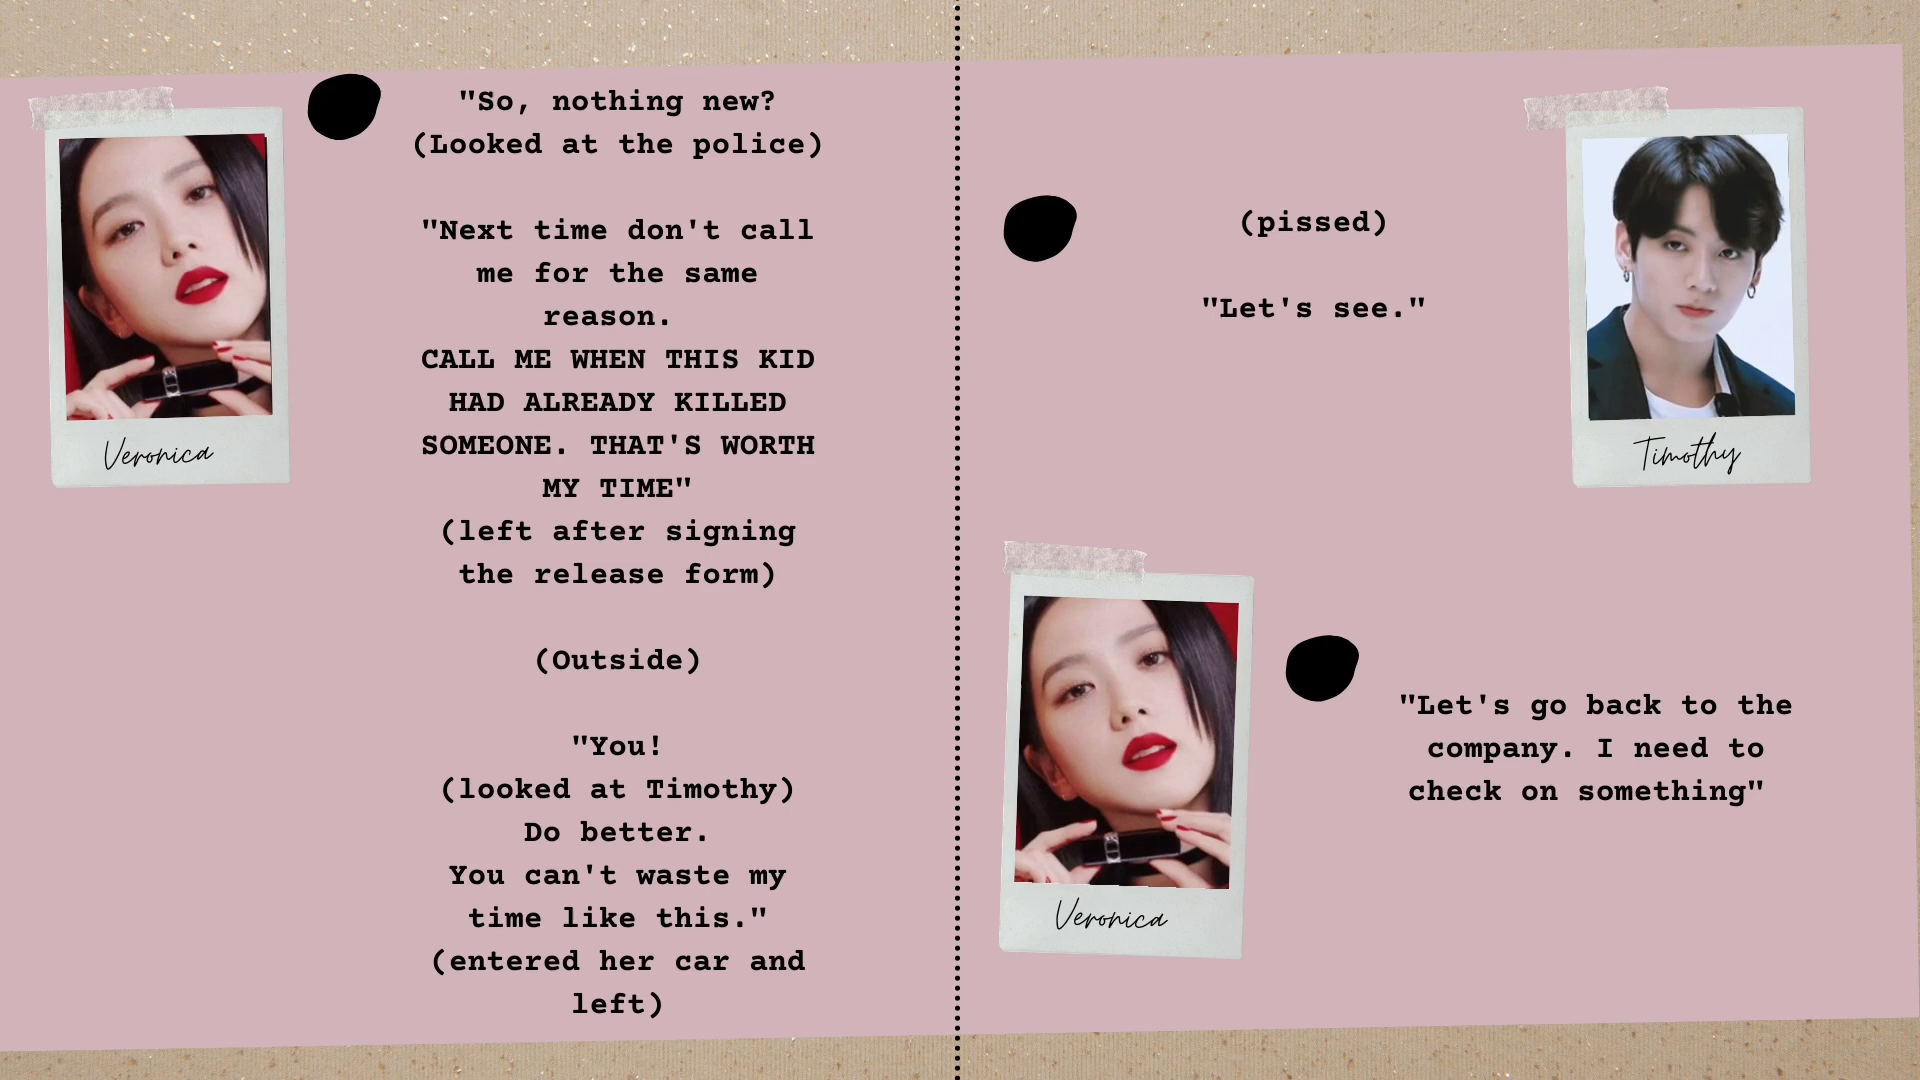 Veronica
"So, nothing new?
(Looked at the police)
"Next time don't call
me for the same
reason.
CALL ME WHEN THIS KID
HAD ALREADY KILLED
SOMEONE. THAT'S WORTH
MY TIME"
(left after signing
the release form)
(Outside)
"You!
(looked at Timothy)
Do better.
You can't waste my
time like this."
(entered her car and
left)
(pissed)
"Let's see."
Timothy
Veronica
"Let's go back to the
company. I need to
check on something"